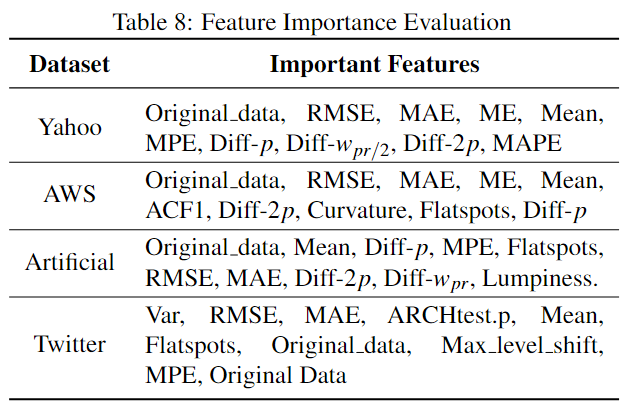 Table 8: Feature Importance Evaluation
Dataset Important Features
Yahoo
Original_data, RMSE, MAE, ME, Mean,
MPE, Diff-p, Diff-w_{pr/2}, Diff-2p, MAPE
AWS
Original_data, RMSE, MAE, ME, Mean,
ACF1, Diff-2p, Curvature, Flatspots, Diff-p
Artificial
Original_data, Mean, Diff-p, MPE, Flatspots,
RMSE, MAE, Diff-2p, Diff-w_{pr}, Lumpiness.
Twitter
Var, RMSE, MAE, ARCHtest.p, Mean,
Flatspots, Original_data, Max_level_shift,
MPE, Original Data